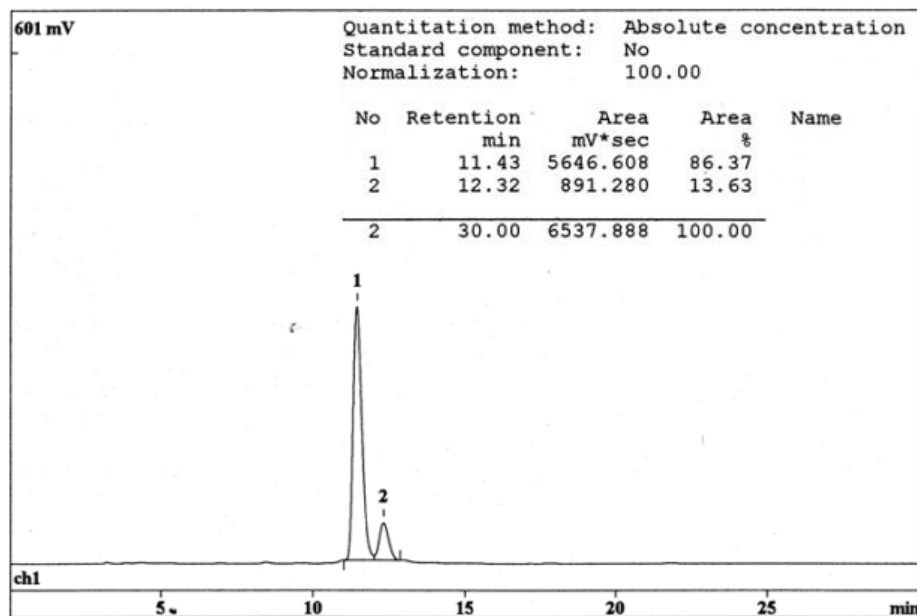 601 mV
Quantitation method: Absolute concentration
Standard component: No
Normalization: 100.00
No Retention Area Area Name
min mV*sec %
1 11.43 5646.608 86.37
2 12.32 891.280 13.63
2 30.00 6537.888 100.00
1
2
ch1
5 10 15 20 25 min